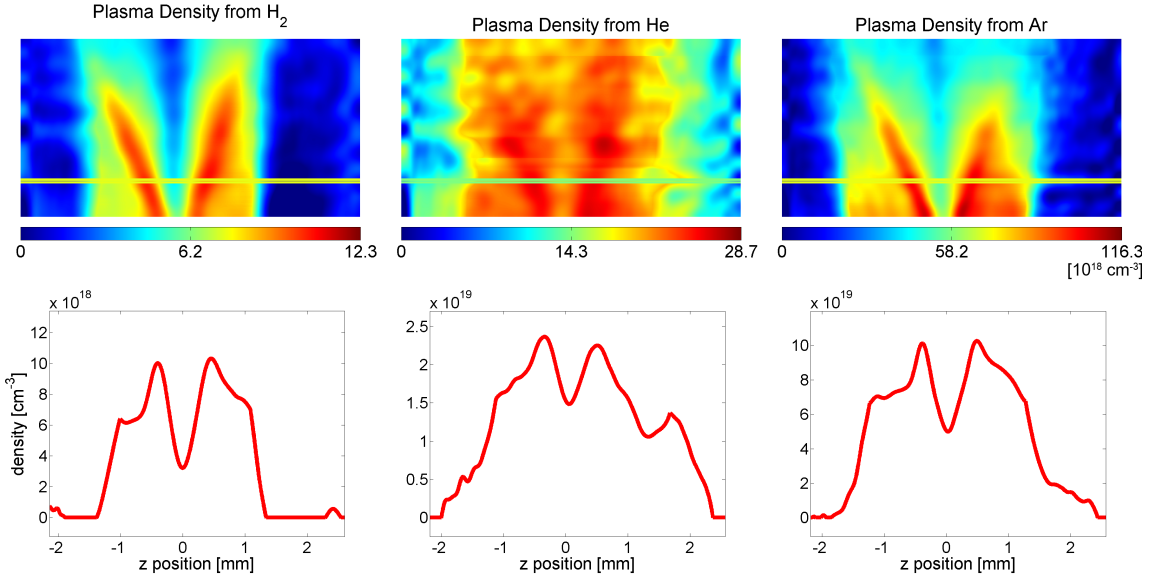 Plasma Density from H2
Plasma Density from He
Plasma Density from Ar
0 6.2 12.3
0 14.3 28.7
0 58.2 116.3
[10^18 cm^-3]
x 10^18
x 10^19
x 10^19
density [cm^-3]
12
10
8
6
4
2
0
2.5
2
1.5
1
0.5
0
10
8
6
4
2
0
-2 -1 0 1 2
-2 -1 0 1 2
-2 -1 0 1 2
z position [mm]
z position [mm]
z position [mm]